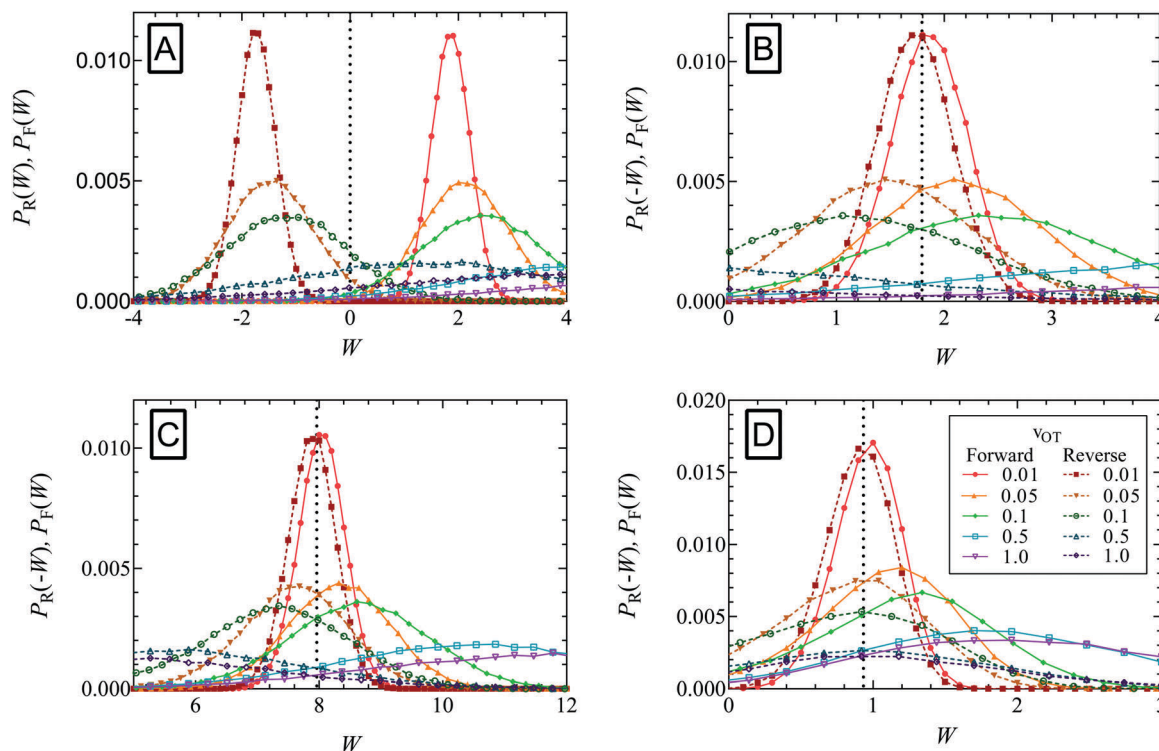 A
P_R(W), P_F(W)
0.010
0.005
0.000
-4 -2 0 2 4
W
B
P_R(-W), P_F(W)
0.010
0.005
0.000
0 1 2 3 4
W
C
P_R(-W), P_F(W)
0.010
0.005
0.000
6 8 10 12
W
D
P_R(-W), P_F(W)
0.020
0.015
0.010
0.005
0.000
0 1 2 3
W
v_OT
Forward Reverse
0.01 0.01
0.05 0.05
0.1 0.1
0.5 0.5
1.0 1.0